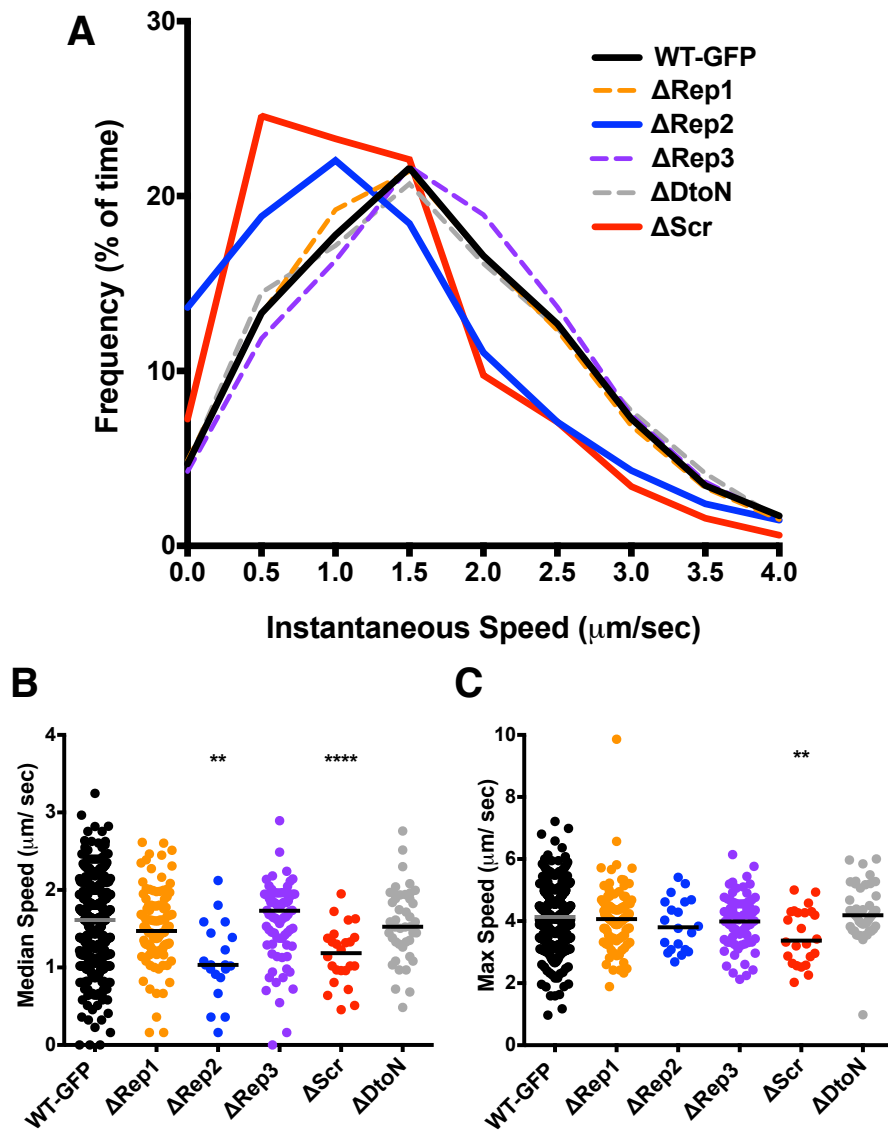 A
30
20
10
0
Frequency (% of time)
WT-GFP
ΔRep1
ΔRep2
ΔRep3
ΔDtoN
ΔScr
0.0 0.5 1.0 1.5 2.0 2.5 3.0 3.5 4.0
Instantaneous Speed (μm/sec)
B
4
3
2
1
0
Median Speed (μm/ sec)
** ****
WT-GFP ΔRep1 ΔRep2 ΔRep3 ΔScr ΔDtoN
C
10
8
6
4
2
0
Max Speed (μm/ sec)
**
WT-GFP ΔRep1 ΔRep2 ΔRep3 ΔScr ΔDtoN